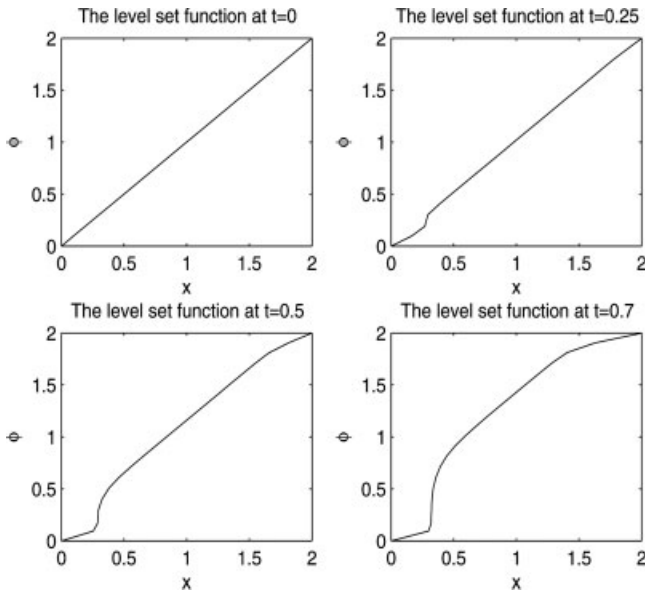 The level set function at t=0
2
1.5
1
0.5
0
Φ
0 0.5 1 1.5 2
x
The level set function at t=0.25
2
1.5
1
0.5
0
Φ
0 0.5 1 1.5 2
x
The level set function at t=0.5
2
1.5
1
0.5
0
Φ
0 0.5 1 1.5 2
x
The level set function at t=0.7
2
1.5
1
0.5
0
Φ
0 0.5 1 1.5 2
x